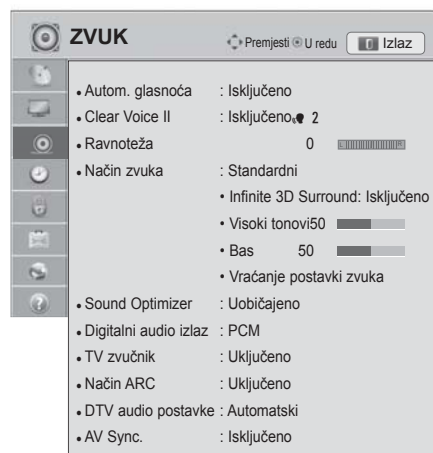 ZVUK Premjesti U redu Izlaz
• Autom. glasnoća : Isključeno
• Clear Voice II : Isključeno 2
• Ravnoteža 0 L R
• Način zvuka : Standardni
• Infinite 3D Surround: Isključeno
• Visoki tonovi50
• Bas 50
• Vraćanje postavki zvuka
• Sound Optimizer : Uobičajeno
• Digitalni audio izlaz : PCM
• TV zvučnik : Uključeno
• Način ARC : Uključeno
• DTV audio postavke : Automatski
• AV Sync. : Isključeno